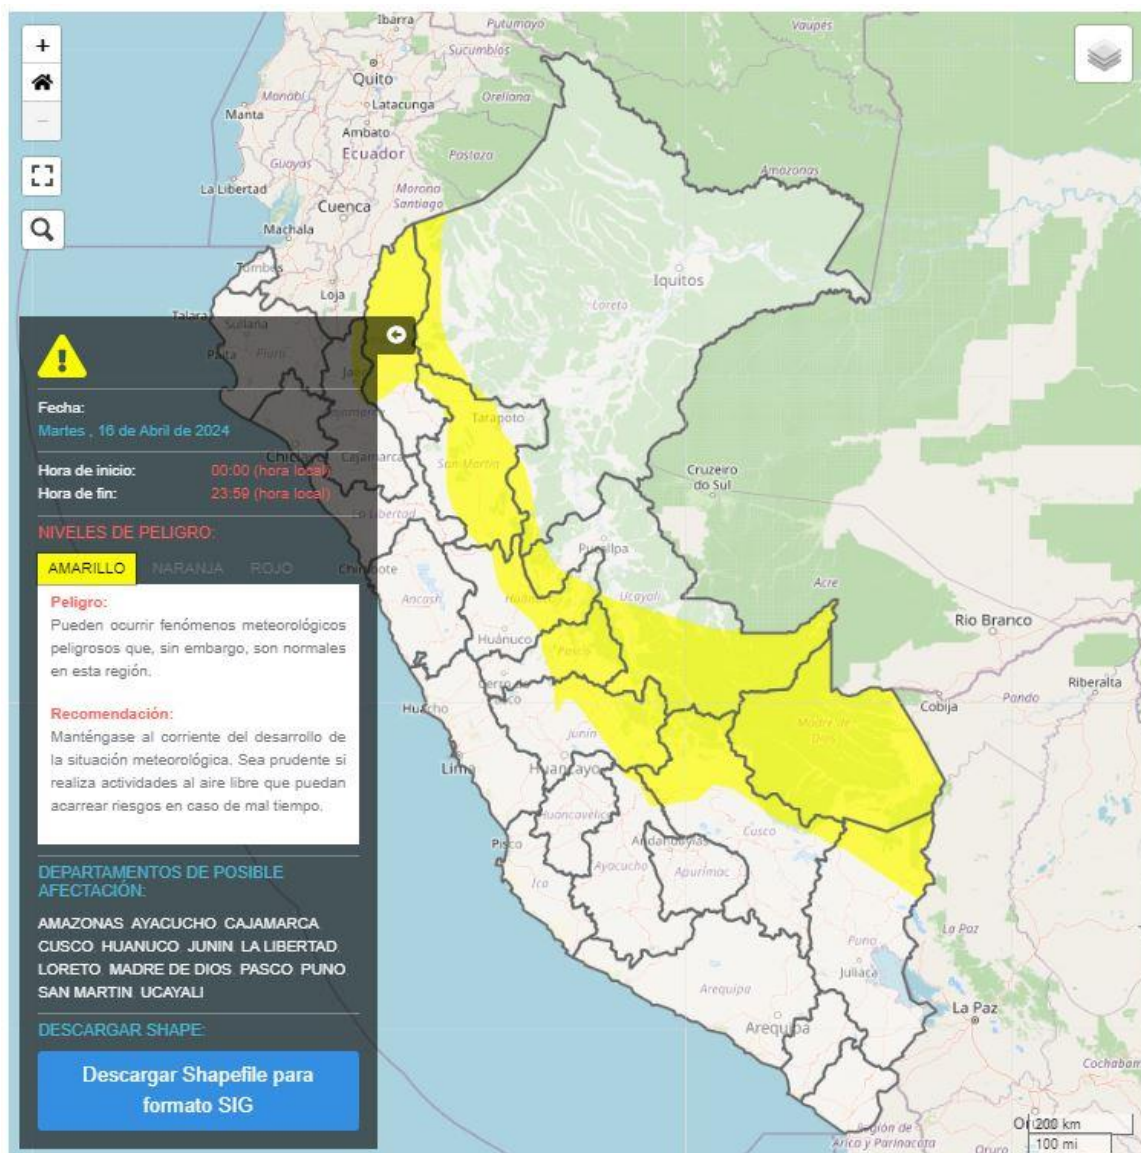 +
−
Fecha:
Martes , 16 de Abril de 2024
Hora de inicio: 00:00 (hora local)
Hora de fin: 23:59 (hora local)
NIVELES DE PELIGRO:
AMARILLO NARANJA ROJO
Peligro:
Pueden ocurrir fenómenos meteorológicos
peligrosos que, sin embargo, son normales
en esta región.
Recomendación:
Manténgase al corriente del desarrollo de
la situación meteorológica. Sea prudente si
realiza actividades al aire libre que puedan
acarrear riesgos en caso de mal tiempo.
DEPARTAMENTOS DE POSIBLE
AFECTACIÓN:
AMAZONAS AYACUCHO CAJAMARCA
CUSCO HUANUCO JUNIN LA LIBERTAD
LORETO MADRE DE DIOS PASCO PUNO
SAN MARTIN UCAYALI
DESCARGAR SHAPE:
Descargar Shapefile para
formato SIG
Ibarra
Putumayo
Vaupés
Sucumbíos
Quito
Orellana
Manabí
Latacunga
Manta
Ambato
Ecuador
Pastaza
Guayas
Amazonas
La Libertad
Morona
Santiago
Cuenca
Machala
Tumbes
Loja
Iquitos
Loreto
Talara
Sullana
Paita
Piura
Tarapoto
Cajamarca
San Martín
Cajamarca
Cruzeiro
do Sul
La Libertad
Pucallpa
Ancash
Acre
Ucayali
Rio Branco
Huánuco
Pasco
Riberalta
Pando
Cobija
Huacho
Madre de
Dios
Junín
Lima
Huancayo
Huancavelica
Cusco
Pisco
Andahuaylas
Ayacucho
Apurímac
Ica
La Paz
Puno
Juliaca
Arequipa
La Paz
Arequipa
Cochabam
200 km
100 mi
Región de
Arica y Parinacota
Oruro